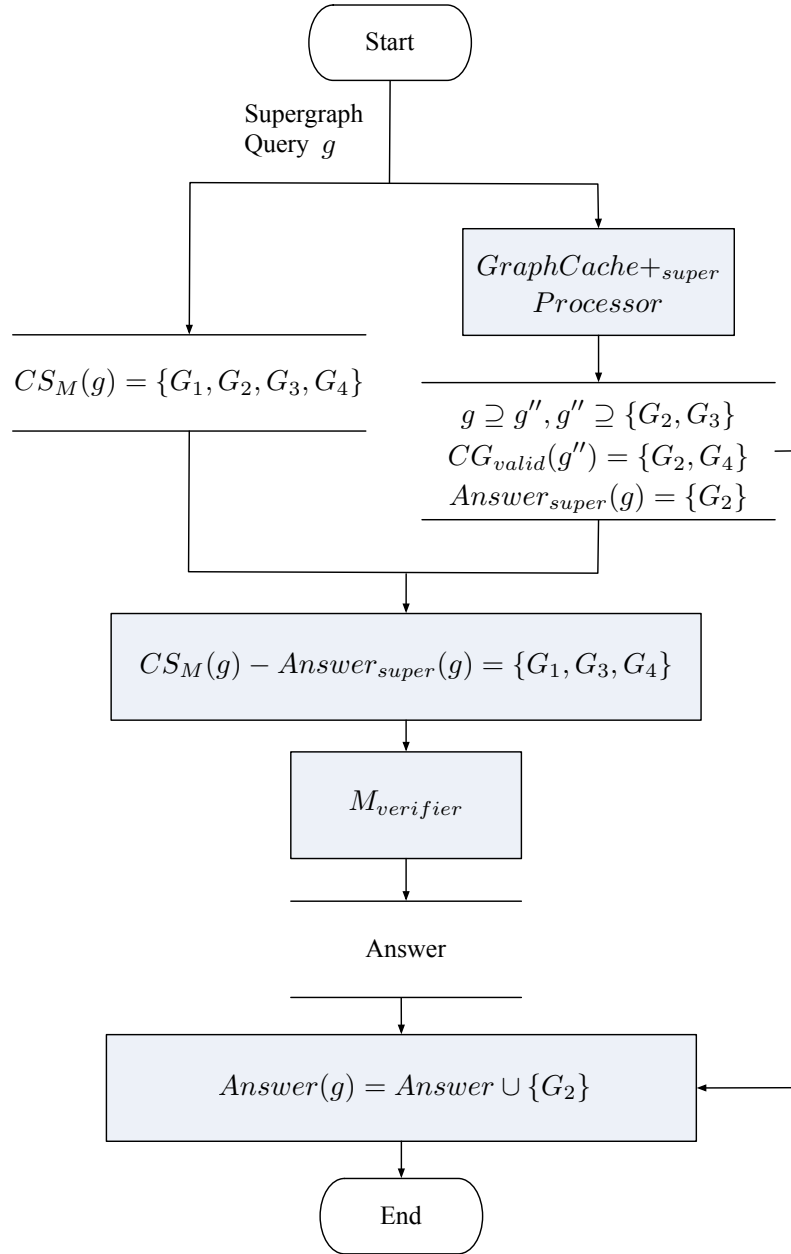 Start
Supergraph
Query g
GraphCache+super
Processor
CS_M(g) = {G_1, G_2, G_3, G_4}
g ⊇ g'', g'' ⊇ {G_2, G_3}
CG_valid(g'') = {G_2, G_4}
Answer_super(g) = {G_2}
CS_M(g) − Answer_super(g) = {G_1, G_3, G_4}
M_verifier
Answer
Answer(g) = Answer ∪ {G_2}
End